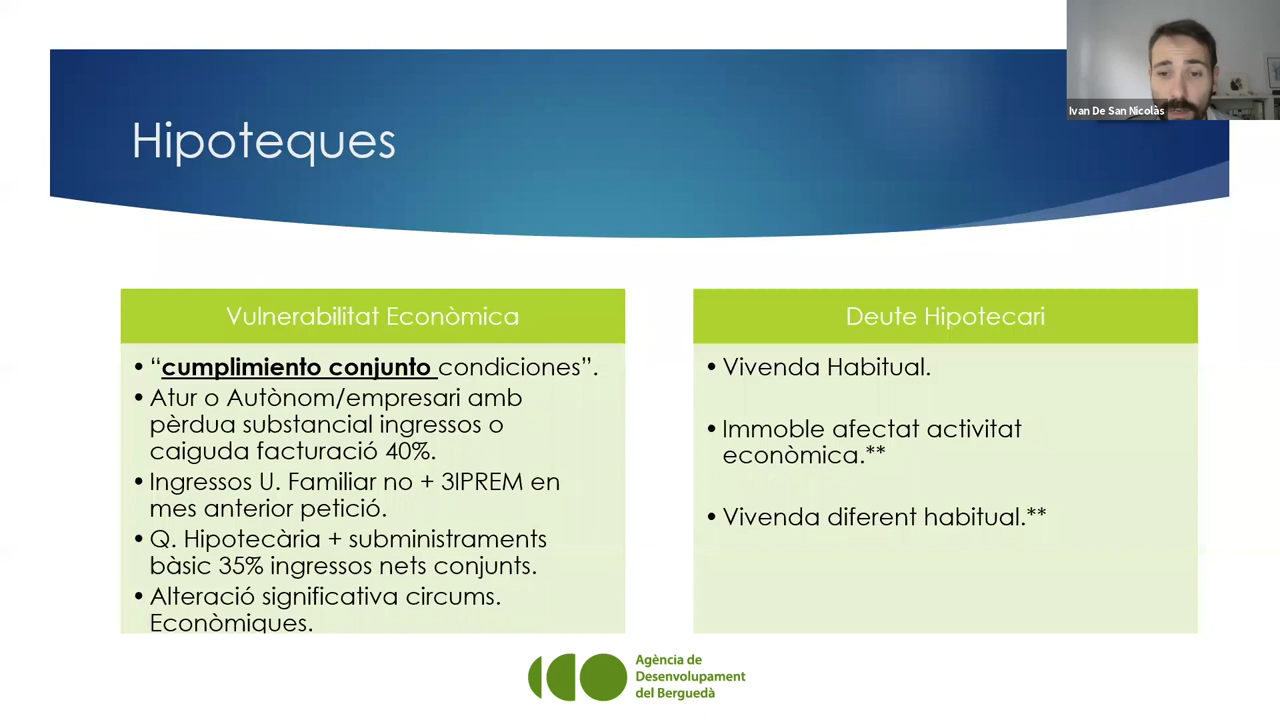 Ivan De San Nicolàs
Hipoteques
Vulnerabilitat Econòmica
• “cumplimiento conjunto condiciones”.
• Atur o Autònom/empresari amb
pèrdua substancial ingressos o
caiguda facturació 40%.
• Ingressos U. Familiar no + 3IPREM en
mes anterior petició.
• Q. Hipotecària + subministraments
bàsic 35% ingressos nets conjunts.
• Alteració significativa circums.
Econòmiques.
Deute Hipotecari
• Vivenda Habitual.
• Immoble afectat activitat
econòmica.**
• Vivenda diferent habitual.**
Agència de
Desenvolupament
del Berguedà